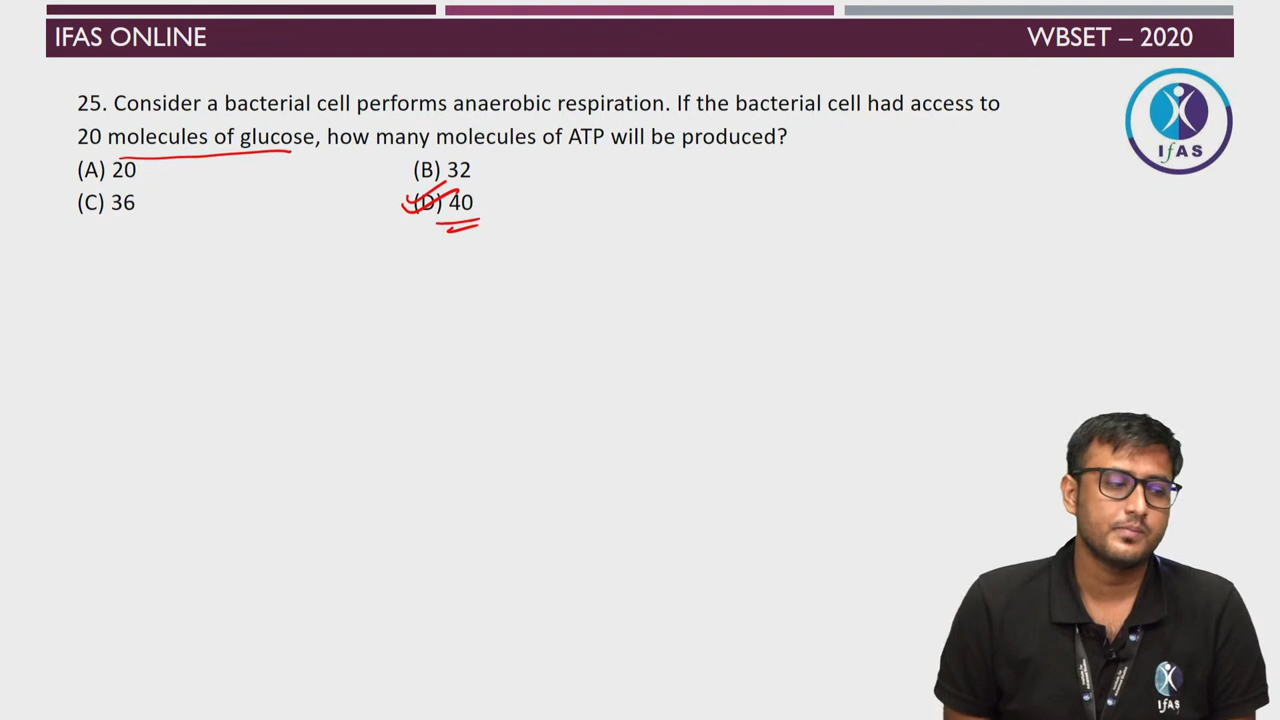 IFAS ONLINE
WBSET – 2020
25. Consider a bacterial cell performs anaerobic respiration. If the bacterial cell had access to
20 molecules of glucose, how many molecules of ATP will be produced?
(A) 20
(B) 32
(C) 36
(D) 40
IfAS
IfAS